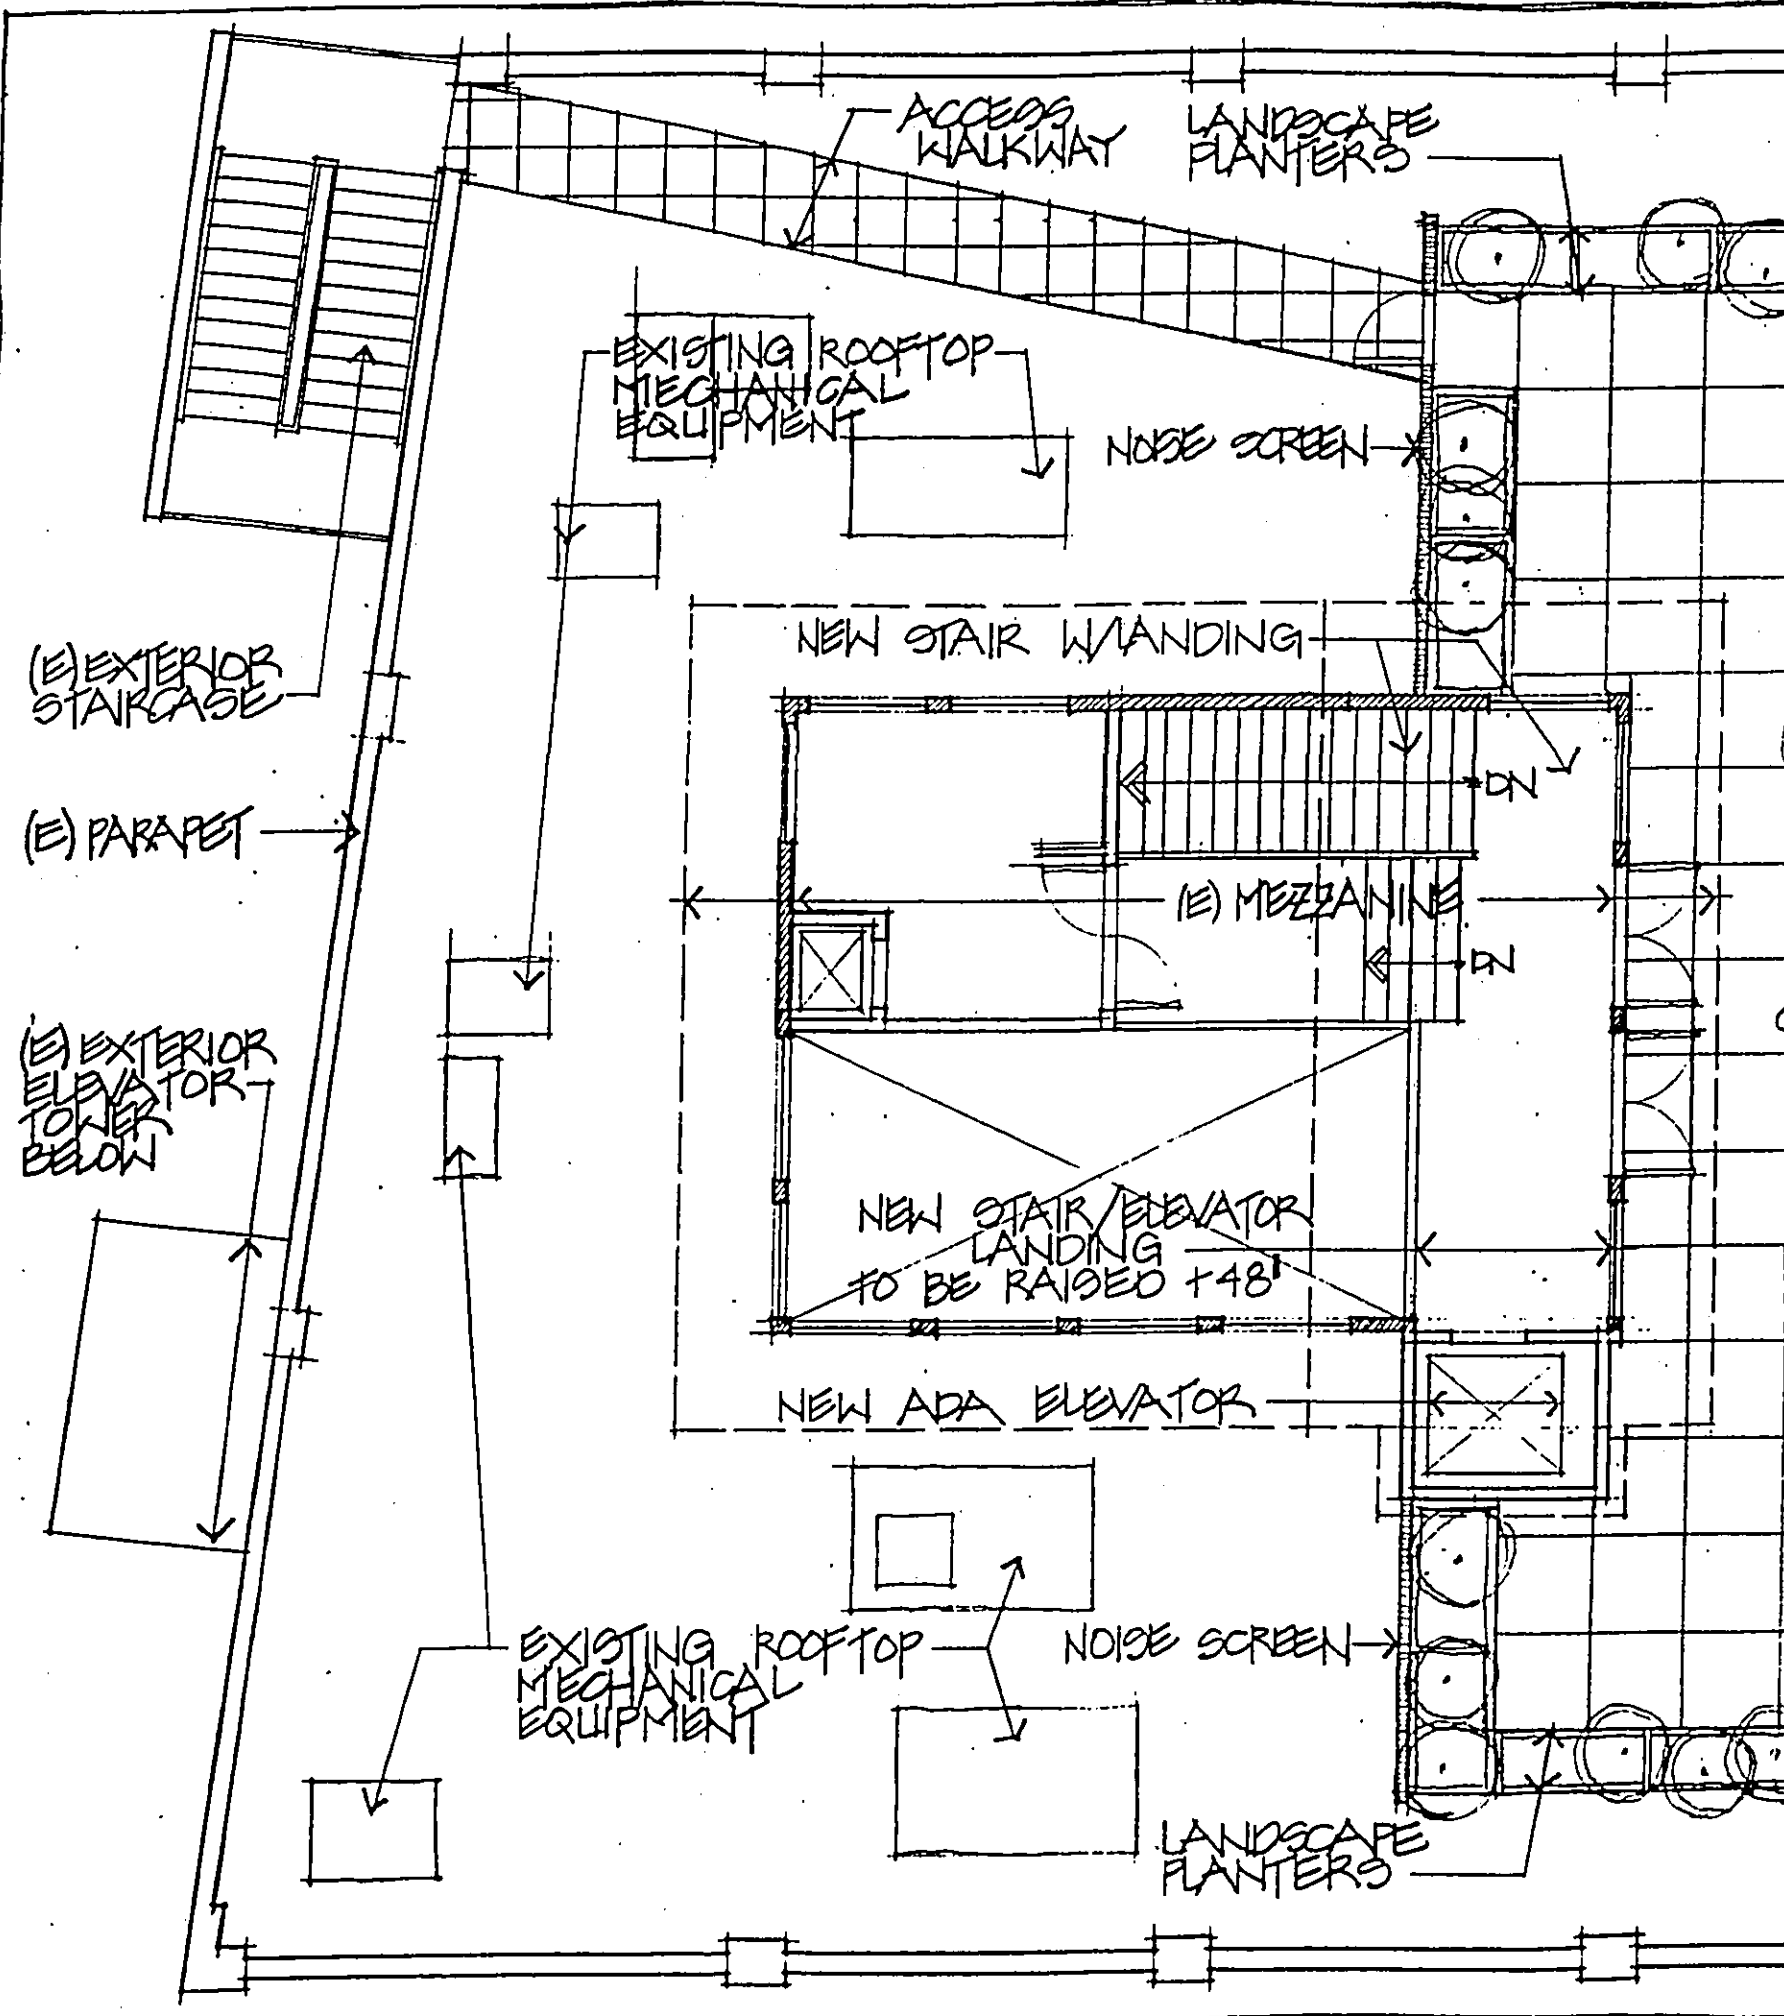 ACCESS
WALKWAY
LANDSCAPE
PLANTERS
EXISTING ROOFTOP
MECHANICAL
EQUIPMENT
NOISE SCREEN
NEW STAIR W/LANDING
(E) EXTERIOR
STAIRCASE
DN
(E) PARAPET
(E) MEZZANINE
DN
(E) EXTERIOR
ELEVATOR
TOWER
BELOW
NEW STAIR/ELEVATOR
LANDING
TO BE RAISED +48"
NEW ADA ELEVATOR
EXISTING ROOFTOP
MECHANICAL
EQUIPMENT
NOISE SCREEN
LANDSCAPE
PLANTERS